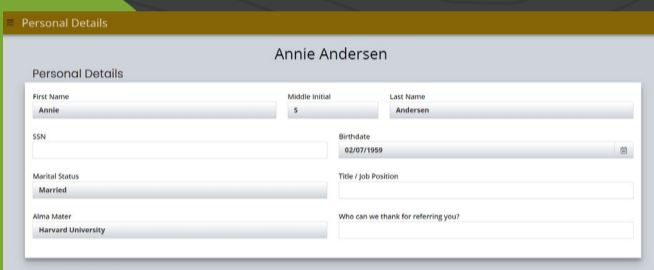 Personal Details
Annie Andersen
Personal Details
First Name Middle Initial Last Name
Annie S Andersen
SSN Birthdate
02/07/1959
Marital Status Title / Job Position
Married
Alma Mater Who can we thank for referring you?
Harvard University